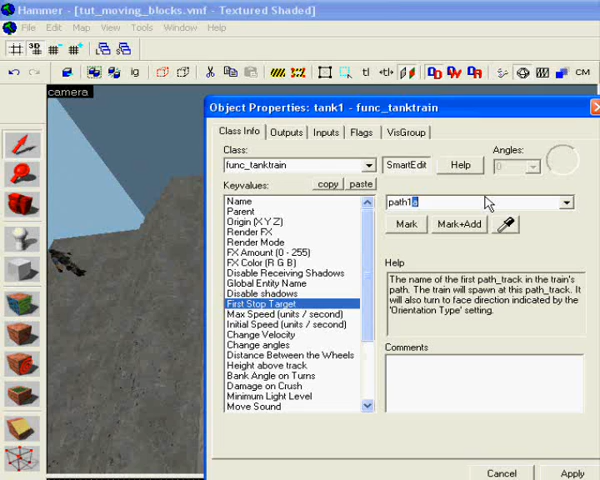 Hammer - [tut_moving_blocks.vmf - Textured Shaded]
File Edit Map View Tools Window Help
3D
ig
tl tl+
CM
camera
Object Properties: tank1 - func_tanktrain
Class Info Outputs Inputs Flags VisGroup
Class:
Angles:
func_tanktrain
SmartEdit
Help
0
Keyvalues:
copy
paste
Name
Parent
Origin (X Y Z)
Render FX
Render Mode
FX Amount (0 - 255)
FX Color (R G B)
Disable Receiving Shadows
Global Entity Name
Disable shadows
First Stop Target
Max Speed (units / second)
Initial Speed (units / second)
Change Velocity
Change angles
Distance Between the Wheels
Height above track
Bank Angle on Turns
Damage on Crush
Minimum Light Level
Move Sound
path1a
Mark
Mark+Add
Help
The name of the first path_track in the train's
path. The train will spawn at this path_track. It
will also turn to face direction indicated by the
'Orientation Type' setting.
Comments
Cancel
Apply